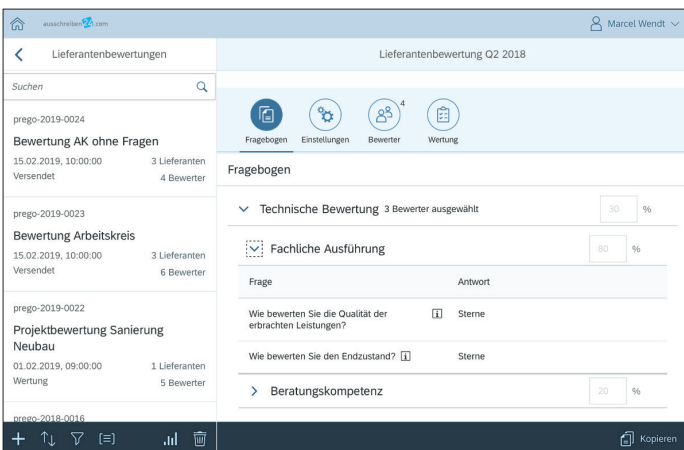 ausschreiben24.com
Marcel Wendt
Lieferantenbewertungen
Lieferantenbewertung Q2 2018
Suchen
prego-2019-0024
Bewertung AK ohne Fragen
15.02.2019, 10:00:00 3 Lieferanten
Versendet 4 Bewerter
prego-2019-0023
Bewertung Arbeitskreis
15.02.2019, 10:00:00 3 Lieferanten
Versendet 6 Bewerter
prego-2019-0022
Projektbewertung Sanierung
Neubau
01.02.2019, 09:00:00 1 Lieferanten
Wertung 5 Bewerter
prego-2018-0016
4
Fragebogen Einstellungen Bewerter Wertung
Fragebogen
Technische Bewertung 3 Bewerter ausgewählt 30 %
Fachliche Ausführung 80 %
Frage Antwort
Wie bewerten Sie die Qualität der
erbrachten Leistungen? i Sterne
Wie bewerten Sie den Endzustand? i Sterne
Beratungskompetenz 20 %
Kopieren